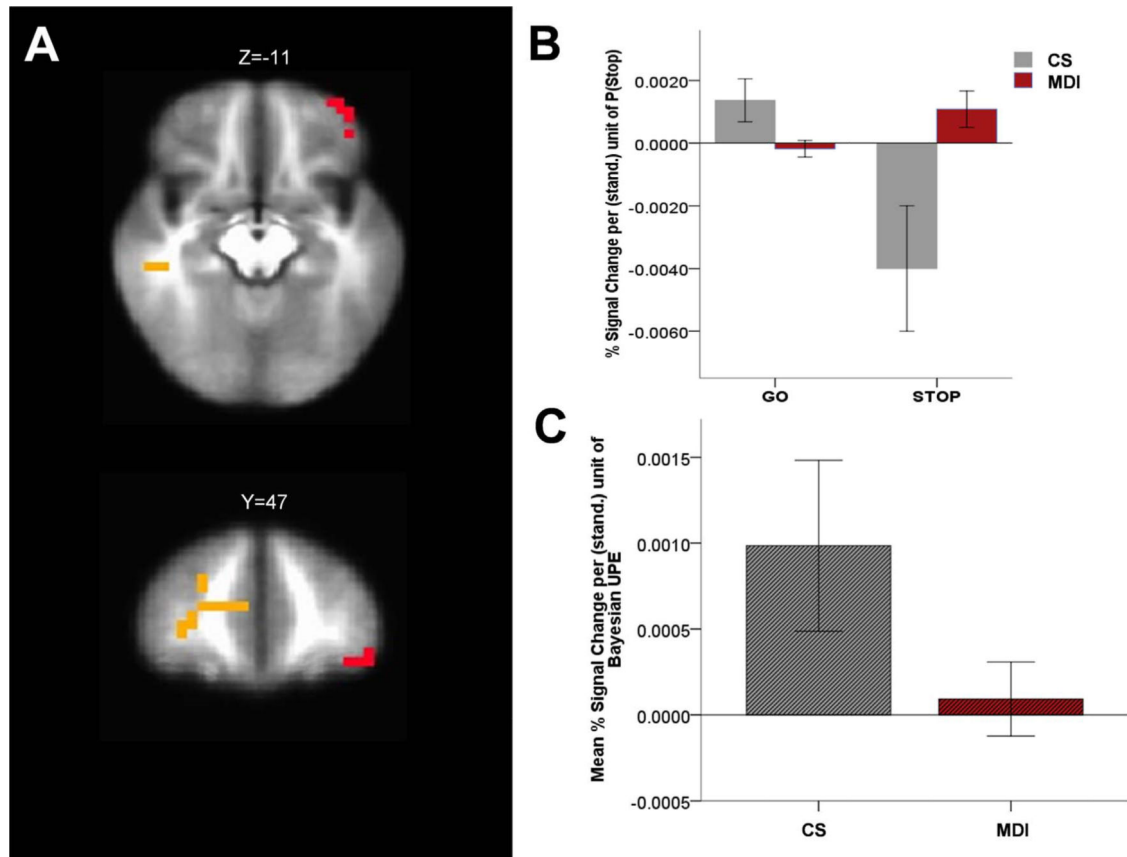 A
Z=-11
Y=47
B
% Signal Change per (stand.) unit of P(Stop)
0.0020
0.0000
-0.0020
-0.0040
-0.0060
GO
STOP
CS
MDI
C
Mean % Signal Change per (stand.) unit of
Bayesian UPE
0.0015
0.0010
0.0005
0.0000
-0.0005
CS
MDI